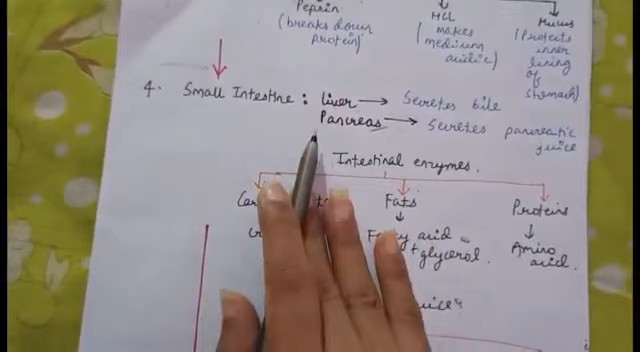 Pepsin HCL Mucus
(breaks down (makes (Protects
protein) medium inner
acidic) lining
of
stomach)
4. Small Intestine : Liver → Secretes bile
Pancreas → Secretes pancreatic
juice
Intestinal enzymes.
Fats Proteins
Fatty acid Amino
+ glycerol. acid.